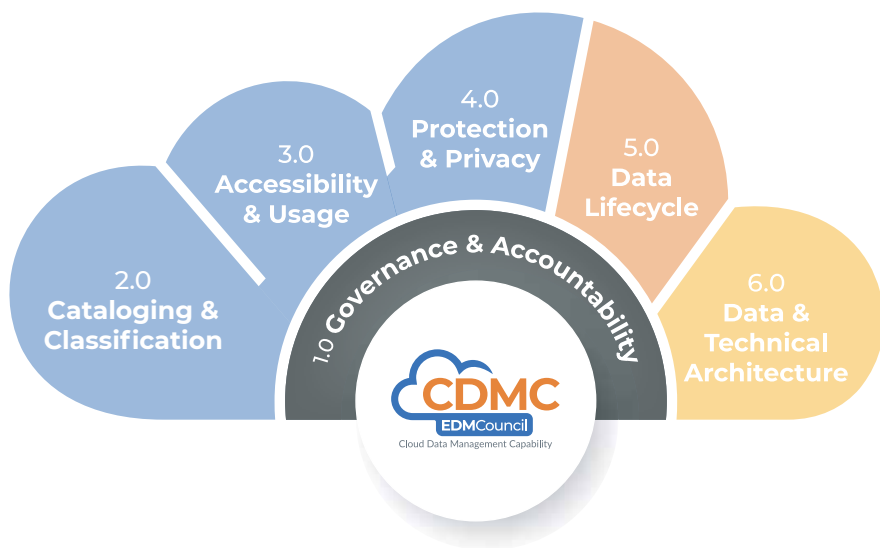 2.0
Cataloging &
Classification
3.0
Accessibility
& Usage
4.0
Protection
& Privacy
5.0
Data
Lifecycle
6.0
Data &
Technical
Architecture
1.0 Governance & Accountability
CDMC
EDMCouncil
Cloud Data Management Capability